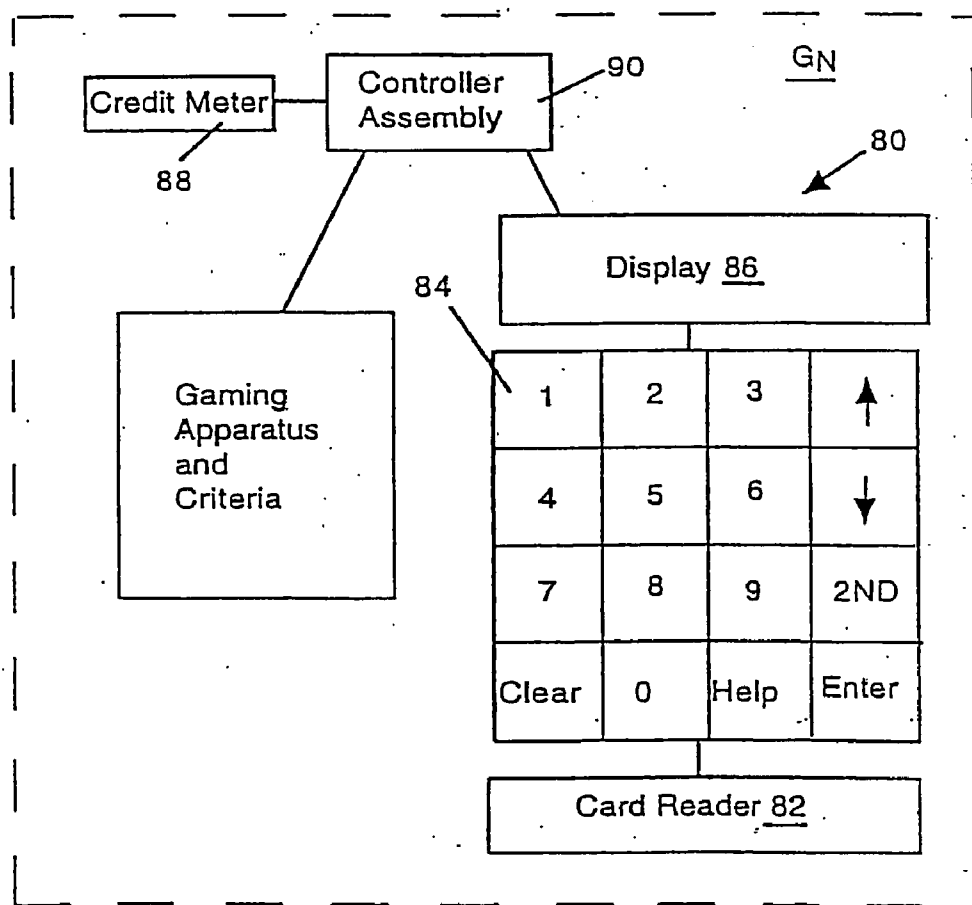 GN
90
Controller
Assembly
Credit Meter
88
80
Display 86
84
Gaming
Apparatus
and
Criteria
1 2 3 ↑
4 5 6 ↓
7 8 9 2ND
Clear 0 Help Enter
Card Reader 82